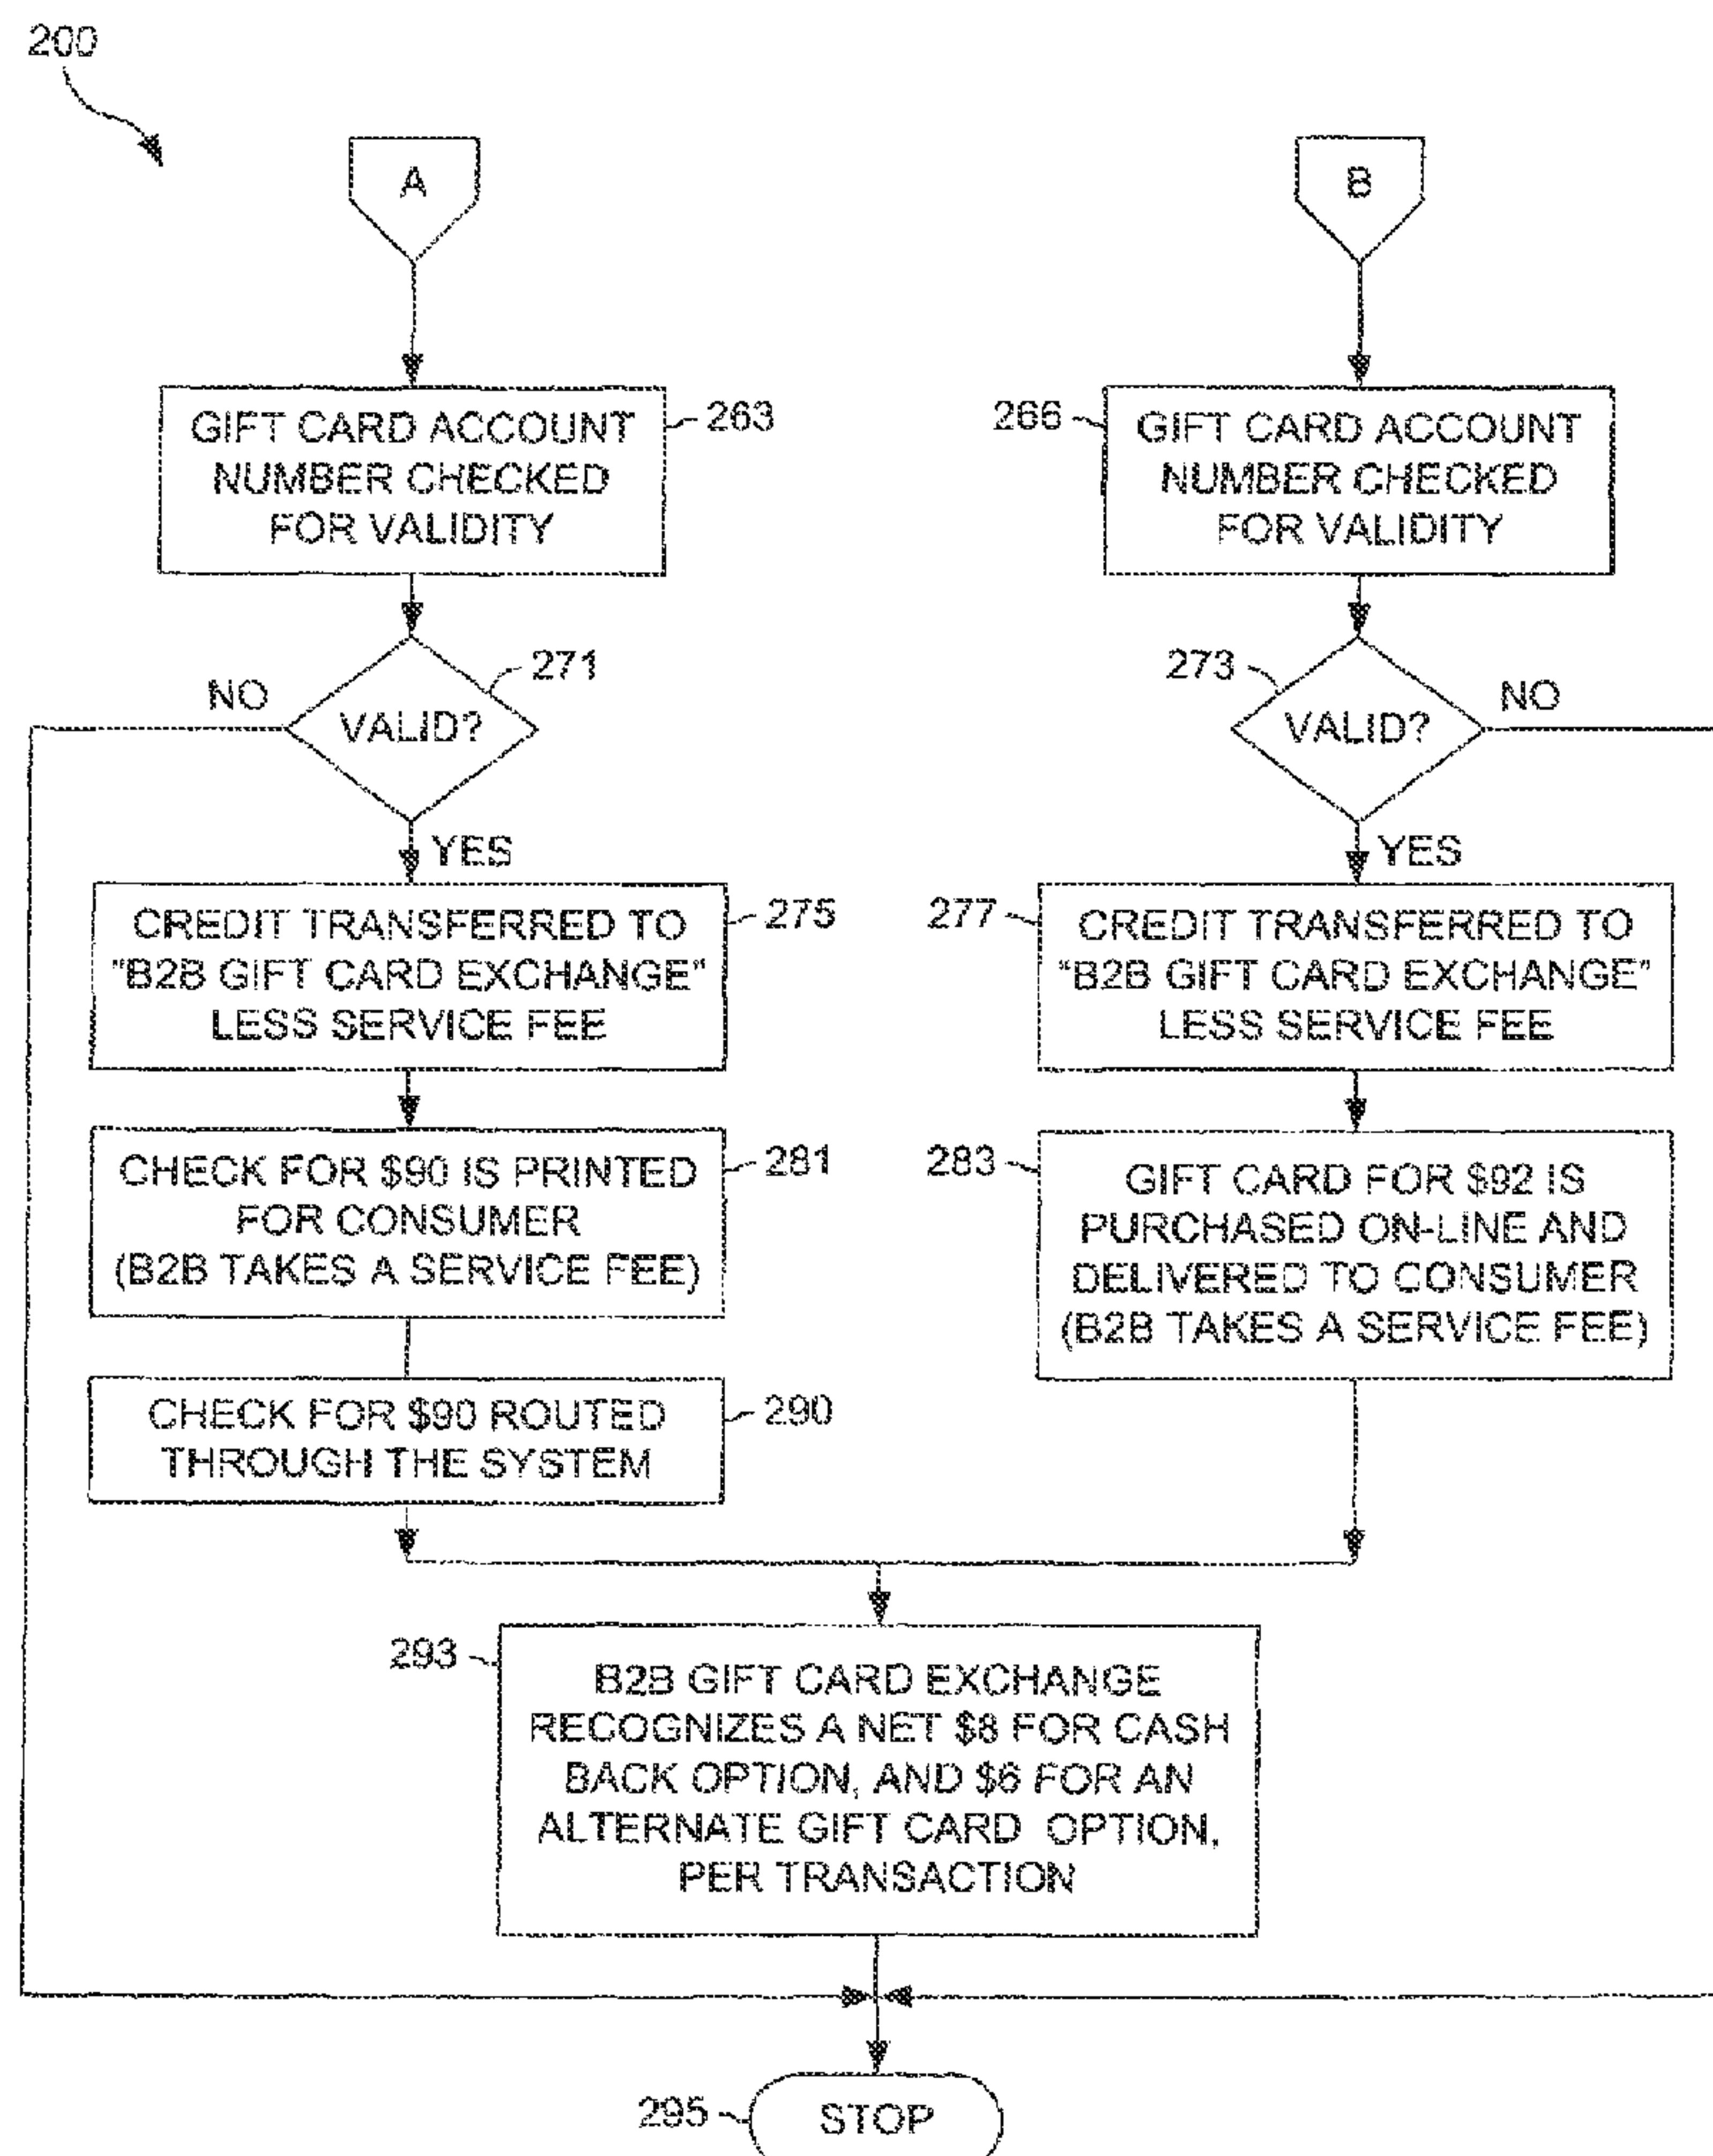 200
A
B
GIFT CARD ACCOUNT
NUMBER CHECKED
FOR VALIDITY
263
266
GIFT CARD ACCOUNT
NUMBER CHECKED
FOR VALIDITY
NO
271
VALID?
273
NO
VALID?
YES
YES
CREDIT TRANSFERRED TO
"B2B GIFT CARD EXCHANGE"
LESS SERVICE FEE
275
277
CREDIT TRANSFERRED TO
"B2B GIFT CARD EXCHANGE"
LESS SERVICE FEE
CHECK FOR $90 IS PRINTED
FOR CONSUMER
(B2B TAKES A SERVICE FEE)
281
283
GIFT CARD FOR $92 IS
PURCHASED ON-LINE AND
DELIVERED TO CONSUMER
(B2B TAKES A SERVICE FEE)
CHECK FOR $90 ROUTED
THROUGH THE SYSTEM
290
293
B2B GIFT CARD EXCHANGE
RECOGNIZES A NET $8 FOR CASH
BACK OPTION, AND $6 FOR AN
ALTERNATE GIFT CARD OPTION,
PER TRANSACTION
295
STOP